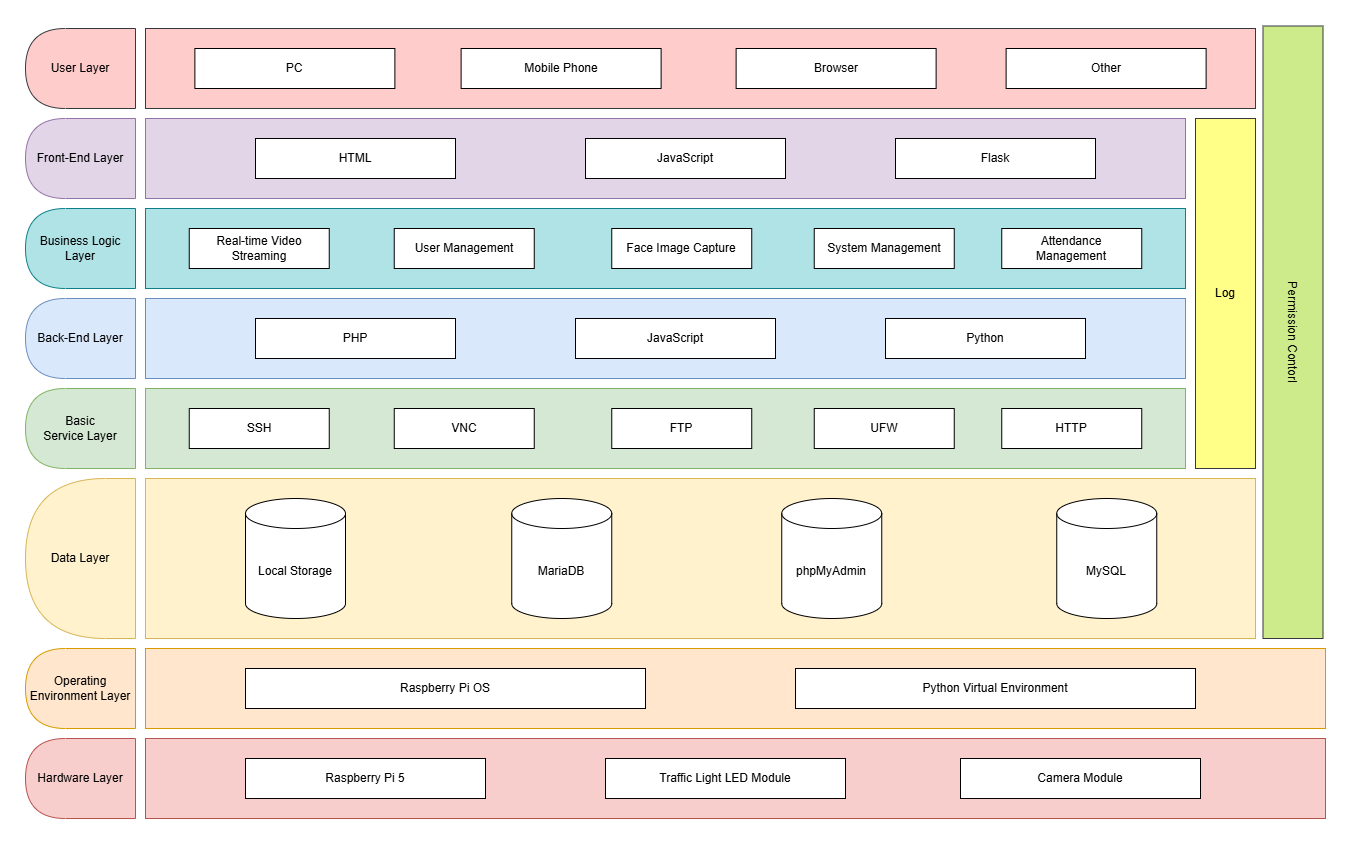 User Layer
PC
Mobile Phone
Browser
Other
Front-End Layer
HTML
JavaScript
Flask
Business Logic
Layer
Real-time Video
Streaming
User Management
Face Image Capture
System Management
Attendance
Management
Log
Permission Contorl
Back-End Layer
PHP
JavaScript
Python
Basic
Service Layer
SSH
VNC
FTP
UFW
HTTP
Data Layer
Local Storage
MariaDB
phpMyAdmin
MySQL
Operating
Environment Layer
Raspberry Pi OS
Python Virtual Environment
Hardware Layer
Raspberry Pi 5
Traffic Light LED Module
Camera Module